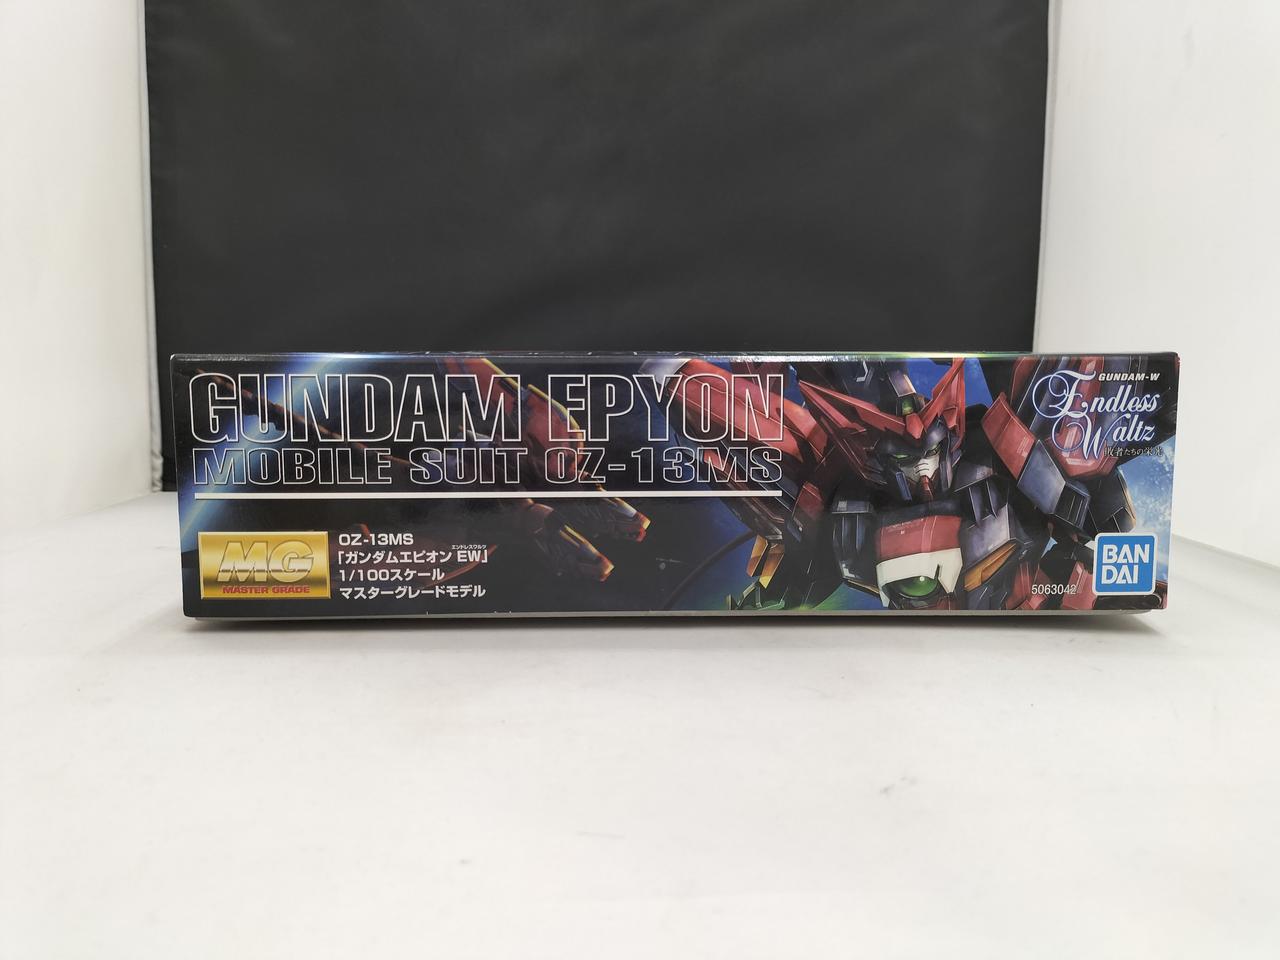 GUNDAM EPYON
MOBILE SUIT OZ-13MS
MG
MASTER GRADE
OZ-13MS
エンドレスワルツ
「ガンダムエピオン EW」
1/100スケール
マスターグレードモデル
GUNDAM-W
Endless
Waltz
敗者たちの栄光
5063042
BAN
DAI